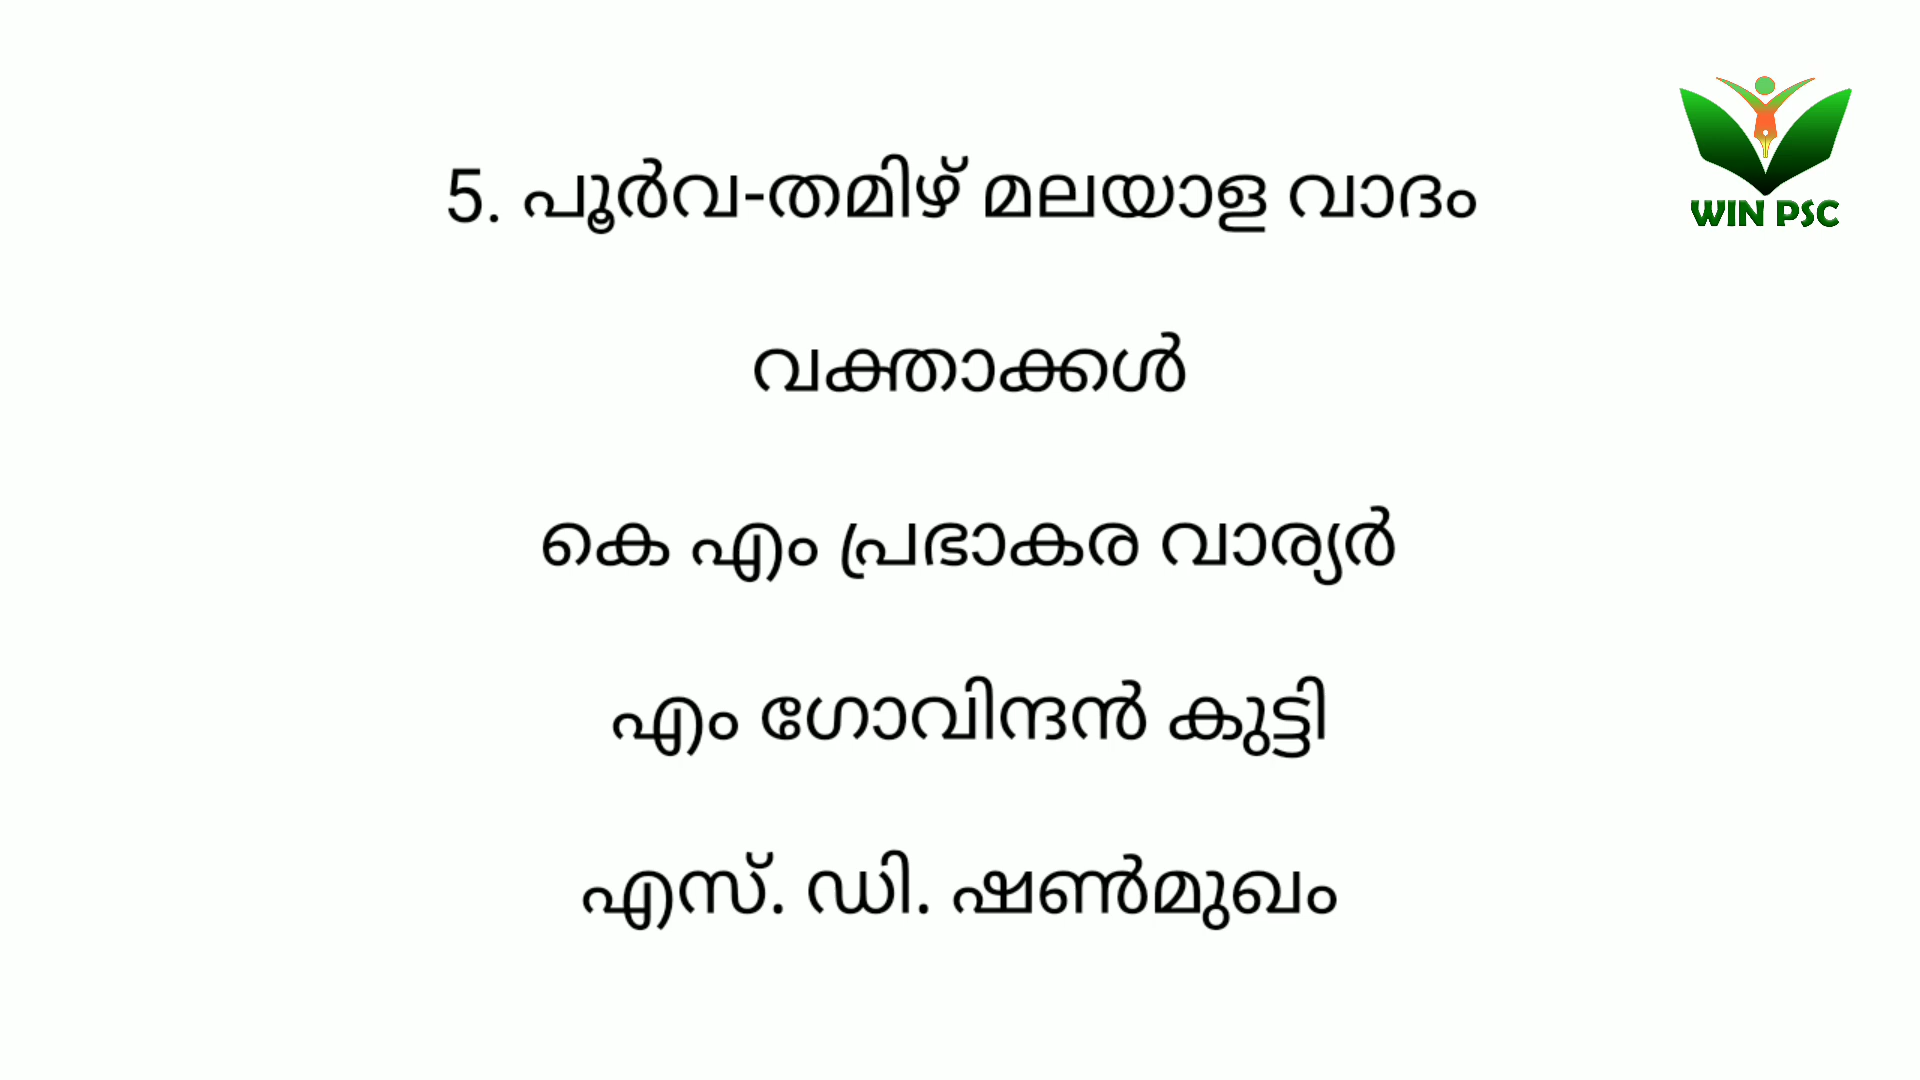 5. പൂർവ-തമിഴ് മലയാള വാദം
WIN PSC
വക്താക്കൾ
കെ എം പ്രഭാകര വാര്യർ
എം ഗോവിന്ദൻ കുട്ടി
എസ്. ഡി. ഷൺമുഖം